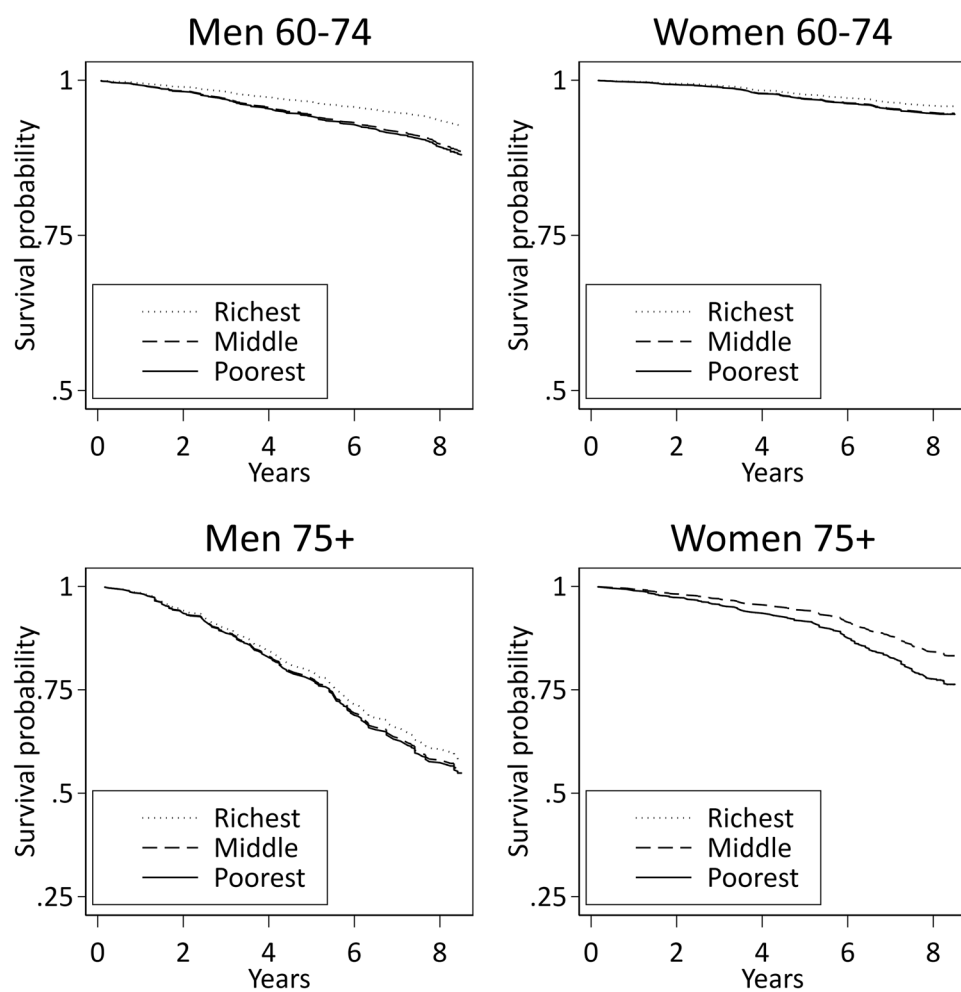 Men 60-74
Survival probability
1
.75
.5
Richest
Middle
Poorest
0 2 4 6 8
Years
Women 60-74
Survival probability
1
.75
.5
Richest
Middle
Poorest
0 2 4 6 8
Years
Men 75+
Survival probability
1
.75
.5
.25
Richest
Middle
Poorest
0 2 4 6 8
Years
Women 75+
Survival probability
1
.75
.5
.25
Richest
Middle
Poorest
0 2 4 6 8
Years